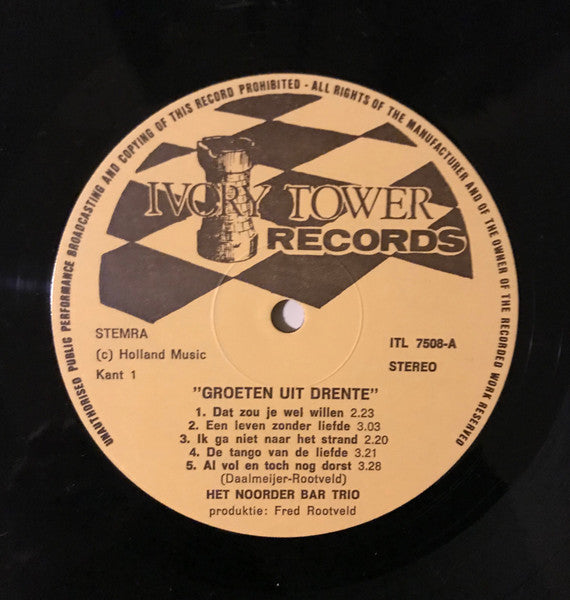 UNAUTHORISED PUBLIC PERFORMANCE BROADCASTING AND COPYING OF THIS RECORD PROHIBITED - ALL RIGHTS OF THE MANUFACTURER AND OF THE OWNER OF THE RECORDED WORK RESERVED
IVORY TOWER
RECORDS
STEMRA
(c) Holland Music
Kant 1
ITL 7508-A
STEREO
"GROETEN UIT DRENTE"
1. Dat zou je wel willen 2.23
2. Een leven zonder liefde 3.03
3. Ik ga niet naar het strand 2.20
4. De tango van de liefde 3.21
5. Al vol en toch nog dorst 3.28
(Daalmeijer-Rootveld)
HET NOORDER BAR TRIO
produktie: Fred Rootveld